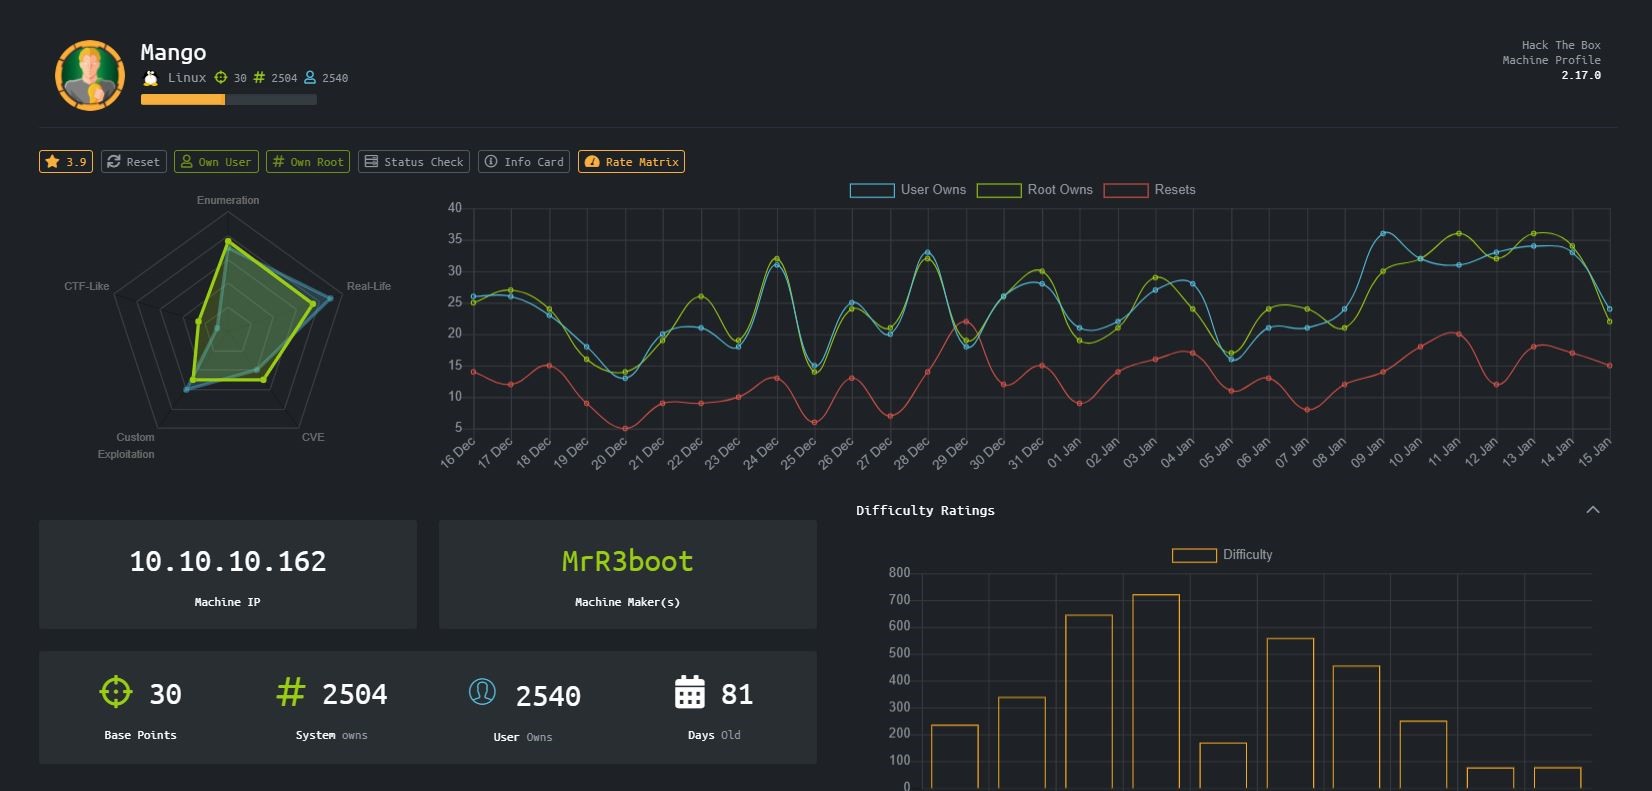 Mango
Linux 30 2504 2540
Hack The Box
Machine Profile
2.17.0
3.9 Reset Own User Own Root Status Check Info Card Rate Matrix
Enumeration
Real-Life
CVE
Custom
Exploitation
CTF-Like
User Owns Root Owns Resets
40
35
30
25
20
15
10
5
16 Dec 17 Dec 18 Dec 19 Dec 20 Dec 21 Dec 22 Dec 23 Dec 24 Dec 25 Dec 26 Dec 27 Dec 28 Dec 29 Dec 30 Dec 31 Dec 01 Jan 02 Jan 03 Jan 04 Jan 05 Jan 06 Jan 07 Jan 08 Jan 09 Jan 10 Jan 11 Jan 12 Jan 13 Jan 14 Jan 15 Jan
10.10.10.162
Machine IP
MrR3boot
Machine Maker(s)
30
Base Points
2504
System owns
2540
User Owns
81
Days Old
Difficulty Ratings
Difficulty
800
700
600
500
400
300
200
100
0